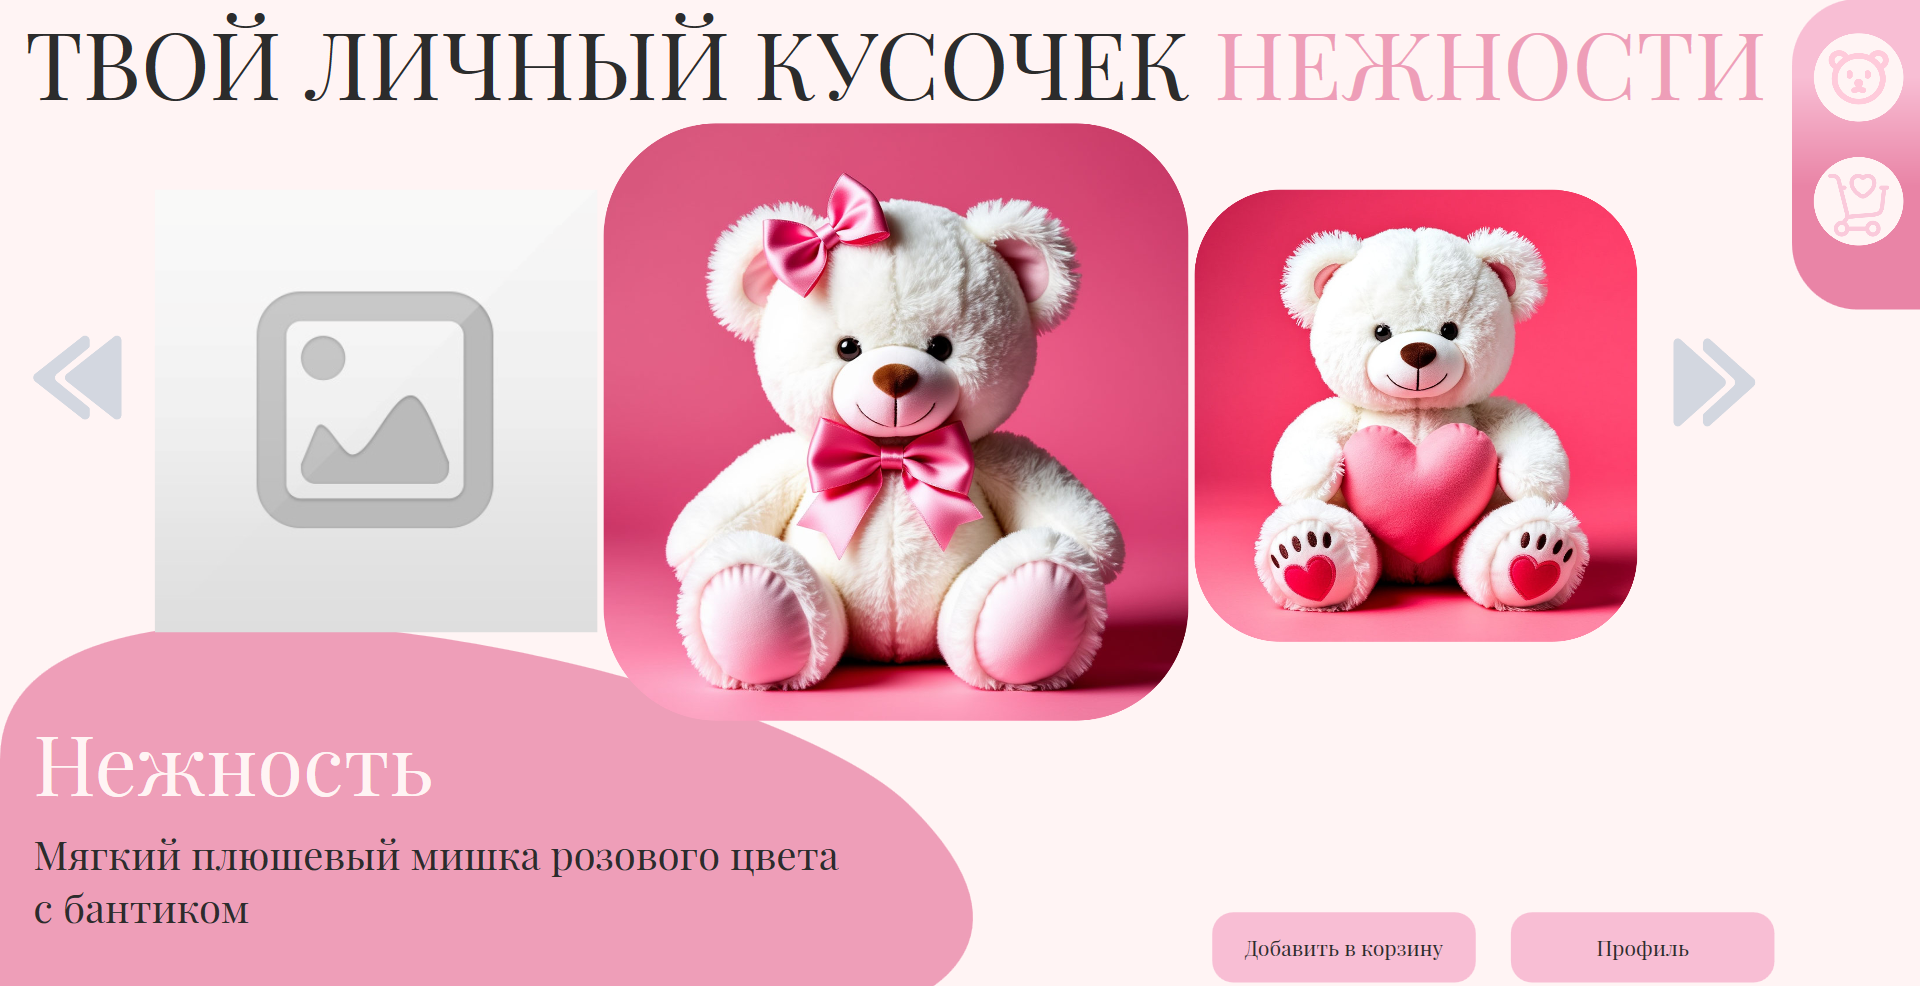 ТВОЙ ЛИЧНЫЙ КУСОЧЕК НЕЖНОСТИ
Нежность
Мягкий плюшевый мишка розового цвета
с бантиком
Добавить в корзину
Профиль